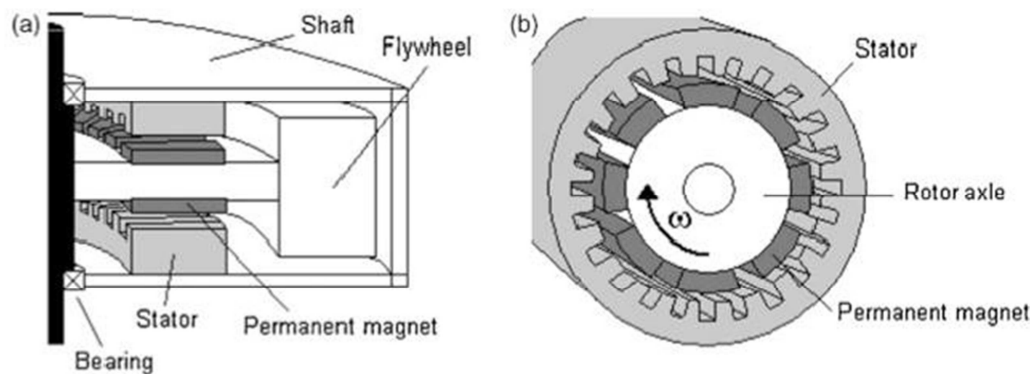 (a)
Shaft
Flywheel
Stator
Permanent magnet
Bearing
(b)
Stator
Rotor axle
ω
Permanent magnet